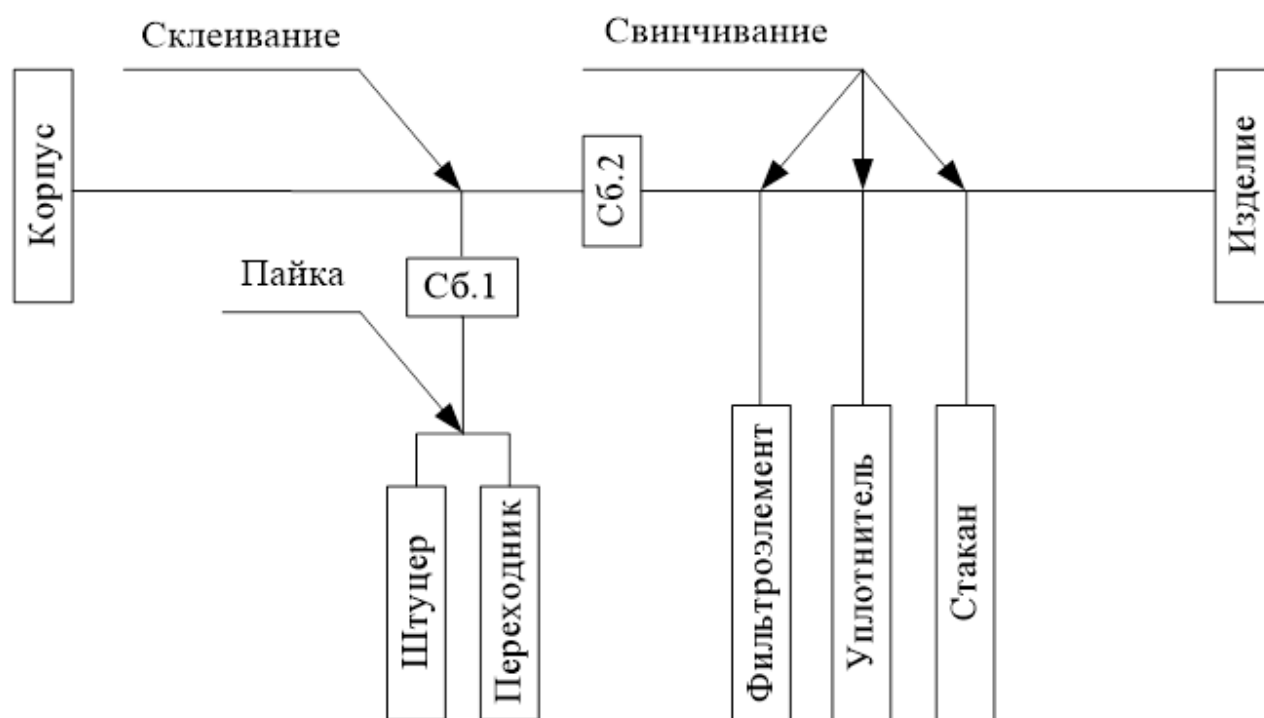 Склеивание
Свинчивание
Корпус
Сб.2
Изделие
Пайка
Сб.1
Штуцер
Переходник
Фильтроэлемент
Уплотнитель
Стакан